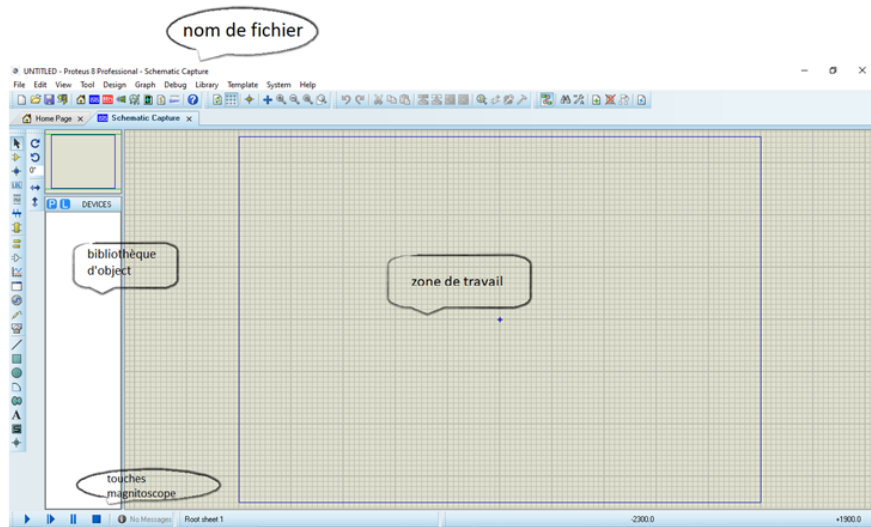 nom de fichier
UNTITLED - Proteus 8 Professional - Schematic Capture
File Edit View Tool Design Graph Debug Library Template System Help
Home Page Schematic Capture
0°
P L DEVICES
LBL
bibliothèque
d'object
zone de travail
A
touches
magnitoscope
No Messages Root sheet 1 -2300.0 +1900.0